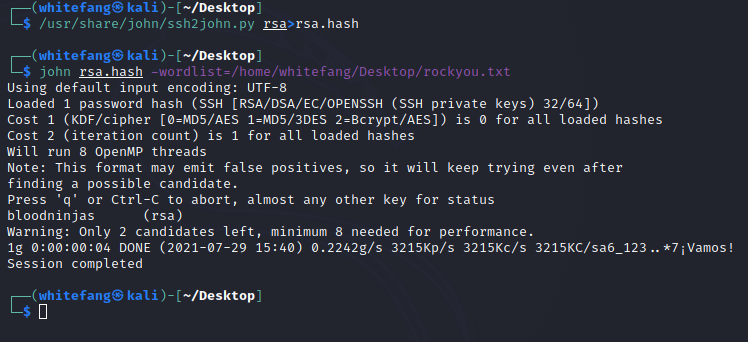 ┌──(whitefang㉿kali)-[~/Desktop]
└─$ /usr/share/john/ssh2john.py rsa>rsa.hash
┌──(whitefang㉿kali)-[~/Desktop]
└─$ john rsa.hash -wordlist=/home/whitefang/Desktop/rockyou.txt
Using default input encoding: UTF-8
Loaded 1 password hash (SSH [RSA/DSA/EC/OPENSSH (SSH private keys) 32/64])
Cost 1 (KDF/cipher [0=MD5/AES 1=MD5/3DES 2=Bcrypt/AES]) is 0 for all loaded hashes
Cost 2 (iteration count) is 1 for all loaded hashes
Will run 8 OpenMP threads
Note: This format may emit false positives, so it will keep trying even after
finding a possible candidate.
Press 'q' or Ctrl-C to abort, almost any other key for status
bloodninjas      (rsa)
Warning: Only 2 candidates left, minimum 8 needed for performance.
1g 0:00:00:04 DONE (2021-07-29 15:40) 0.2242g/s 3215Kp/s 3215Kc/s 3215KC/sa6_123..*7¡Vamos!
Session completed
┌──(whitefang㉿kali)-[~/Desktop]
└─$